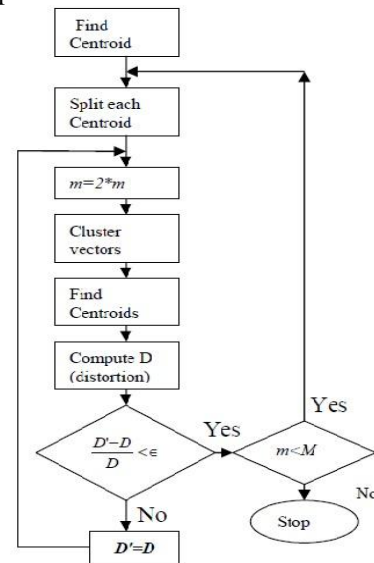 Find
Centroid
Split each
Centroid
m=2*m
Cluster
vectors
Find
Centroids
Compute D
(distortion)
D'−D
D
<∈
Yes
Yes
m<M
No
No
Stop
D'=D